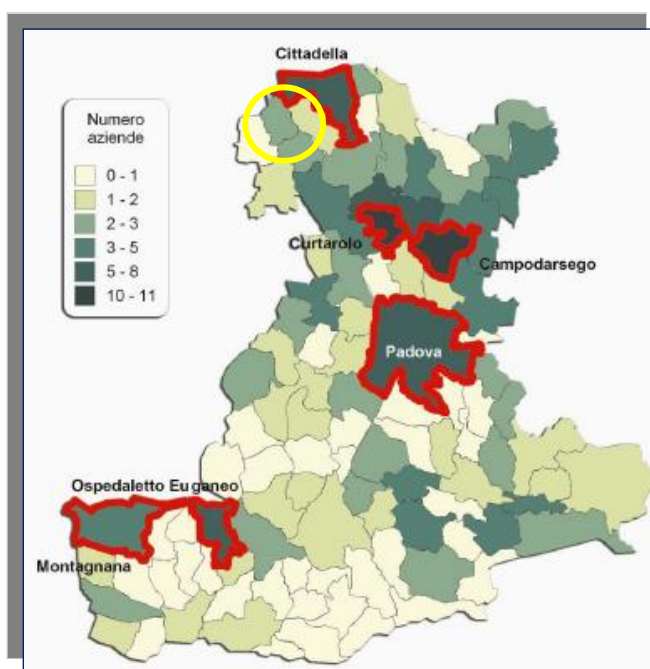 Cittadella
Numero
aziende
0 - 1
1 - 2
2 - 3
3 - 5
5 - 8
10 - 11
Curtarolo
Campodarsego
Padova
Ospedaletto Euganeo
Montagnana